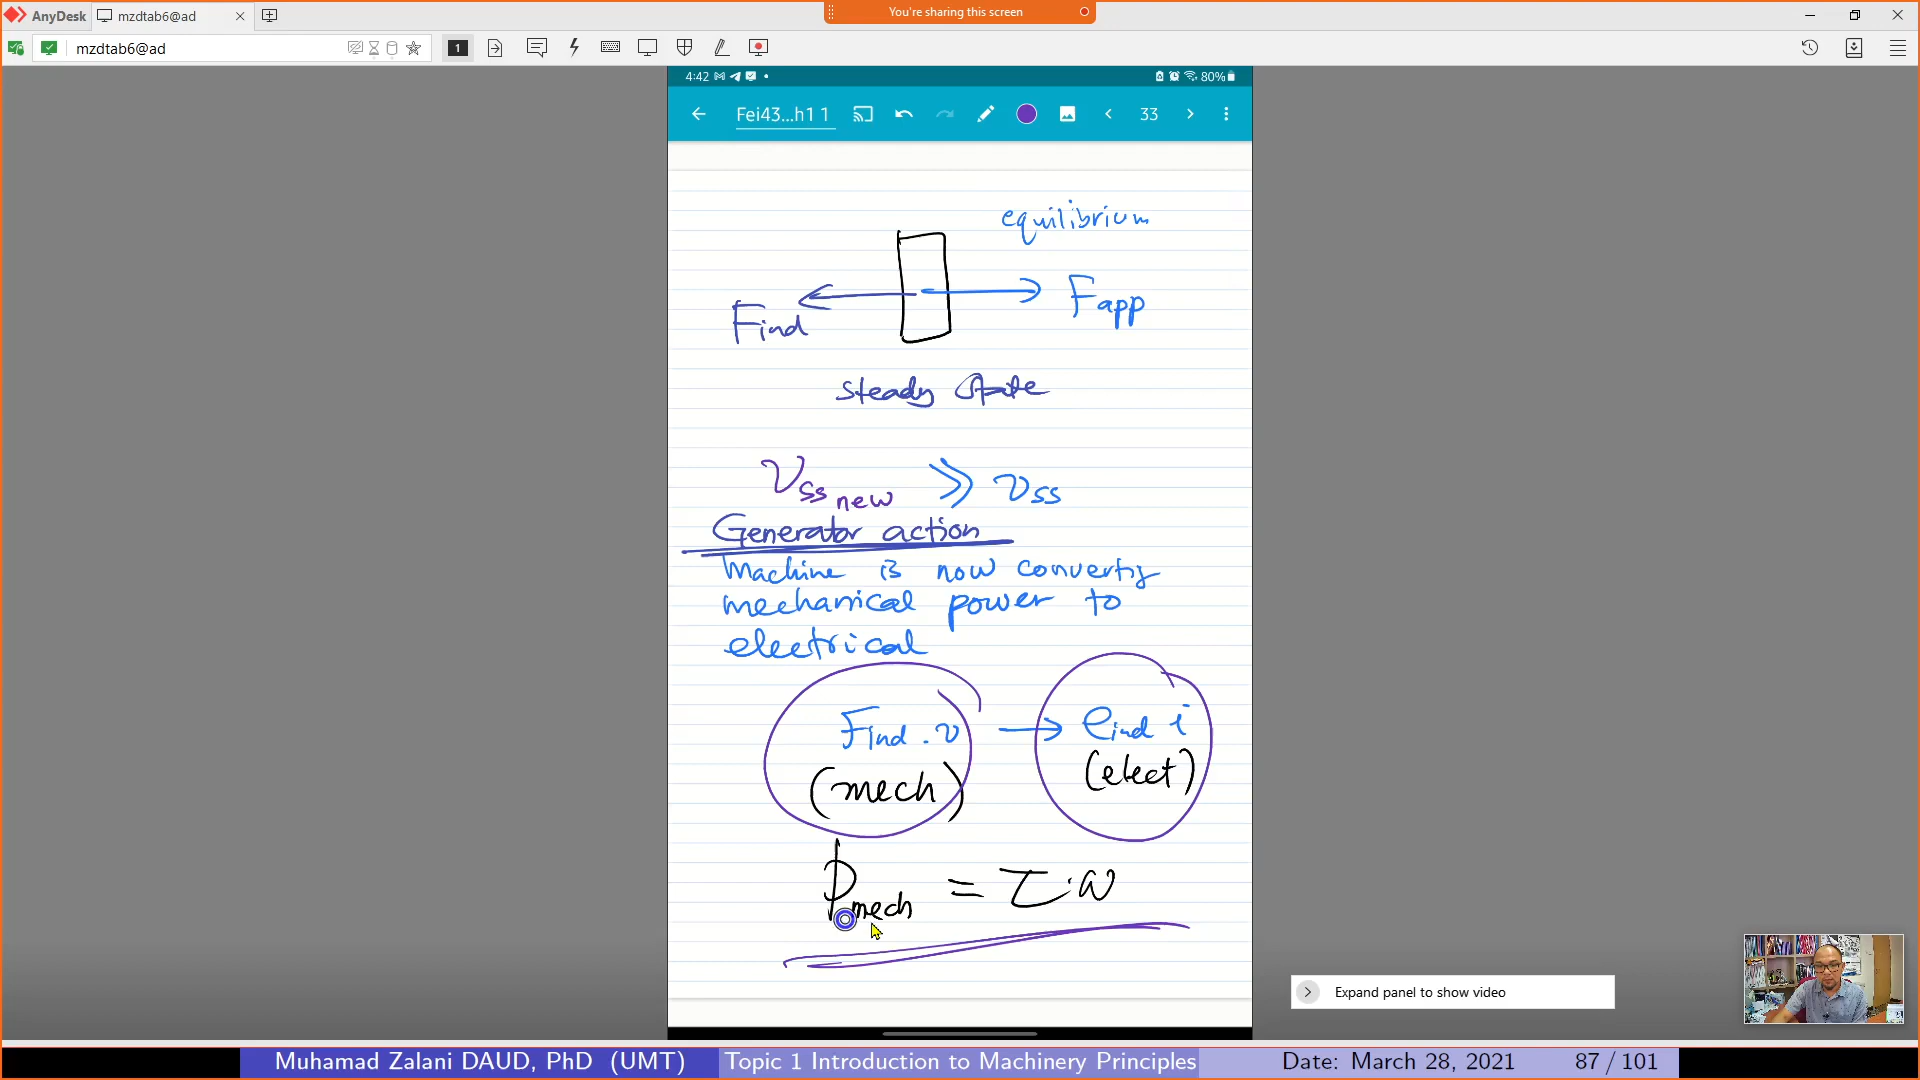 AnyDesk mzdtab6@ad
You're sharing this screen
mzdtab6@ad 1
4:42 80%
Fei43...h1 1 33
equilibrium
Find Fapp
steady state
Vss new >> Vss
Generator action
Machine is now converting
mechanical power to
electrical
Find . v → eind i
(mech) (elect)
Pmech = τ.ω
Expand panel to show video
Muhamad Zalani DAUD, PhD (UMT) Topic 1 Introduction to Machinery Principles Date: March 28, 2021 87 / 101